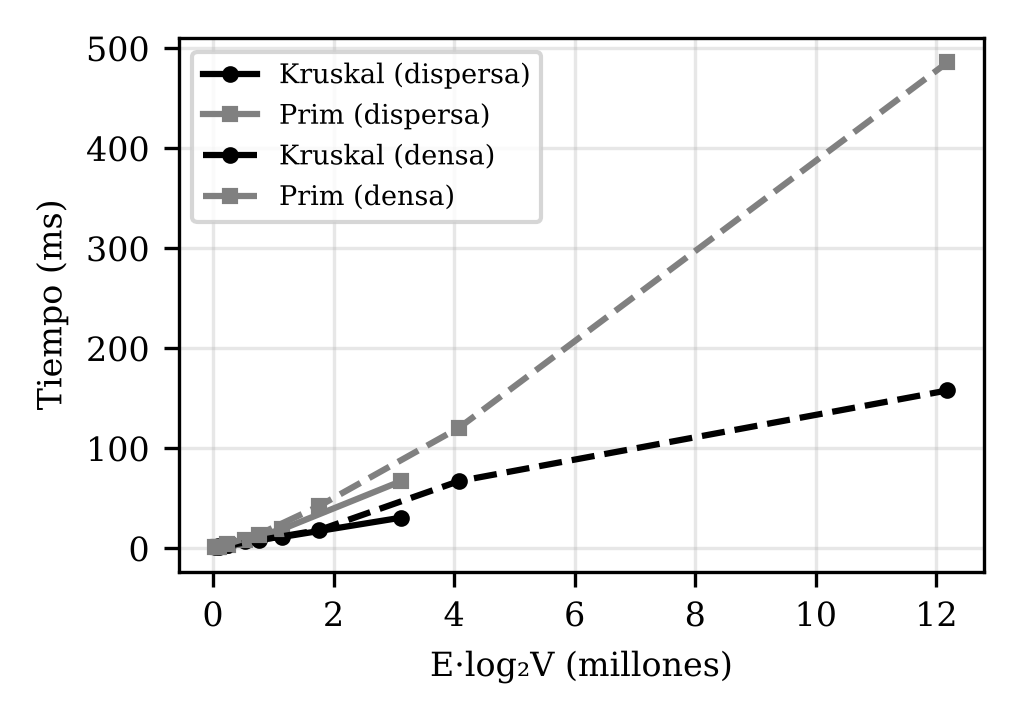 500
400
300
200
100
0
Tiempo (ms)
Kruskal (dispersa)
Prim (dispersa)
Kruskal (densa)
Prim (densa)
0 2 4 6 8 10 12
E·log₂V (millones)